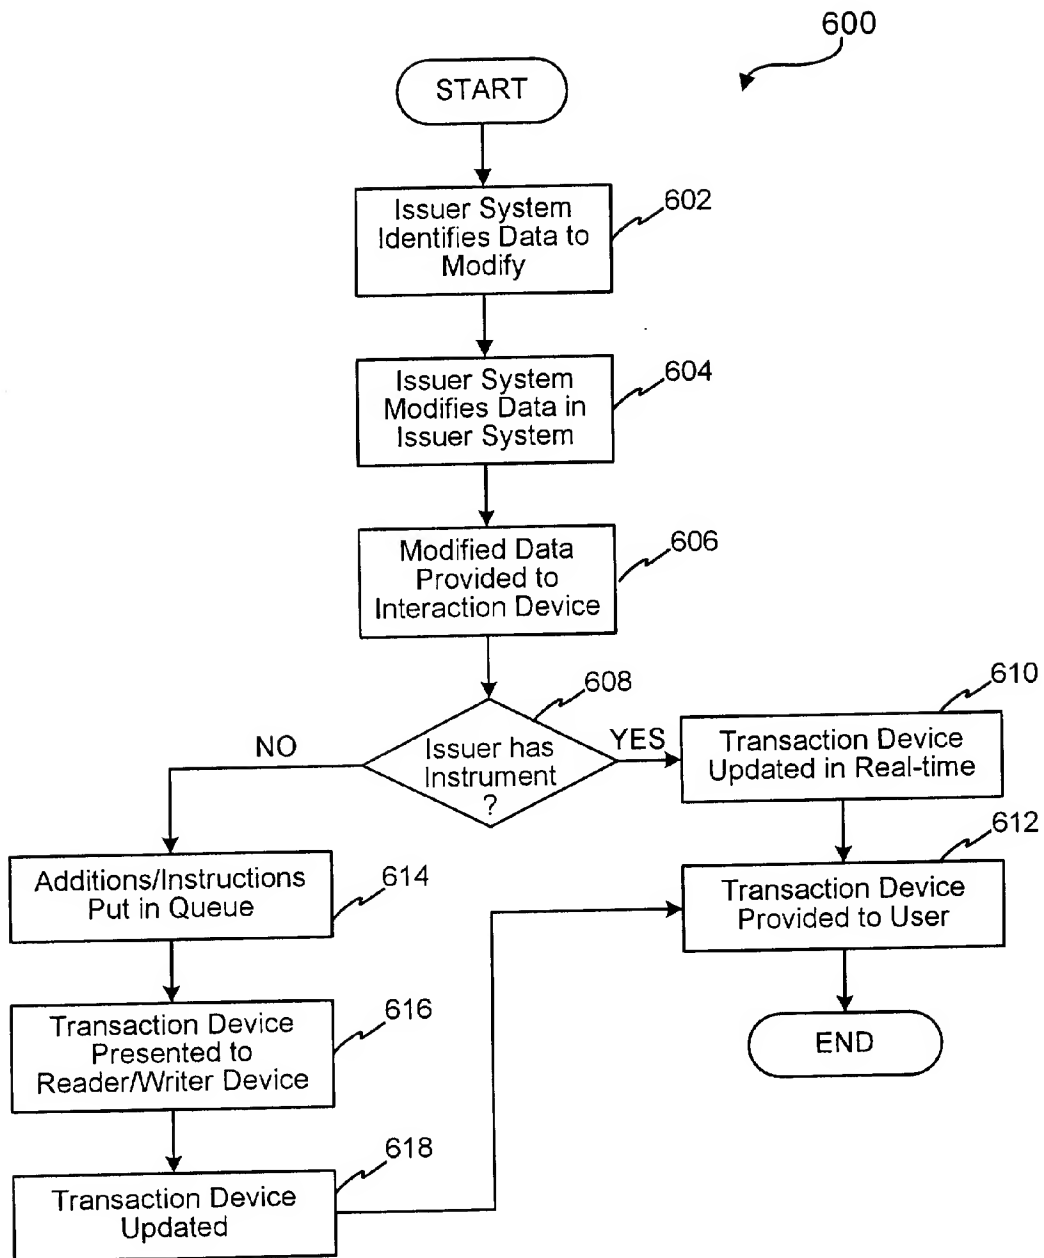 600
START
602
Issuer System
Identifies Data to
Modify
604
Issuer System
Modifies Data in
Issuer System
606
Modified Data
Provided to
Interaction Device
608
Issuer has
Instrument
?
NO
YES
610
Transaction Device
Updated in Real-time
612
Transaction Device
Provided to User
END
614
Additions/Instructions
Put in Queue
616
Transaction Device
Presented to
Reader/Writer Device
618
Transaction Device
Updated